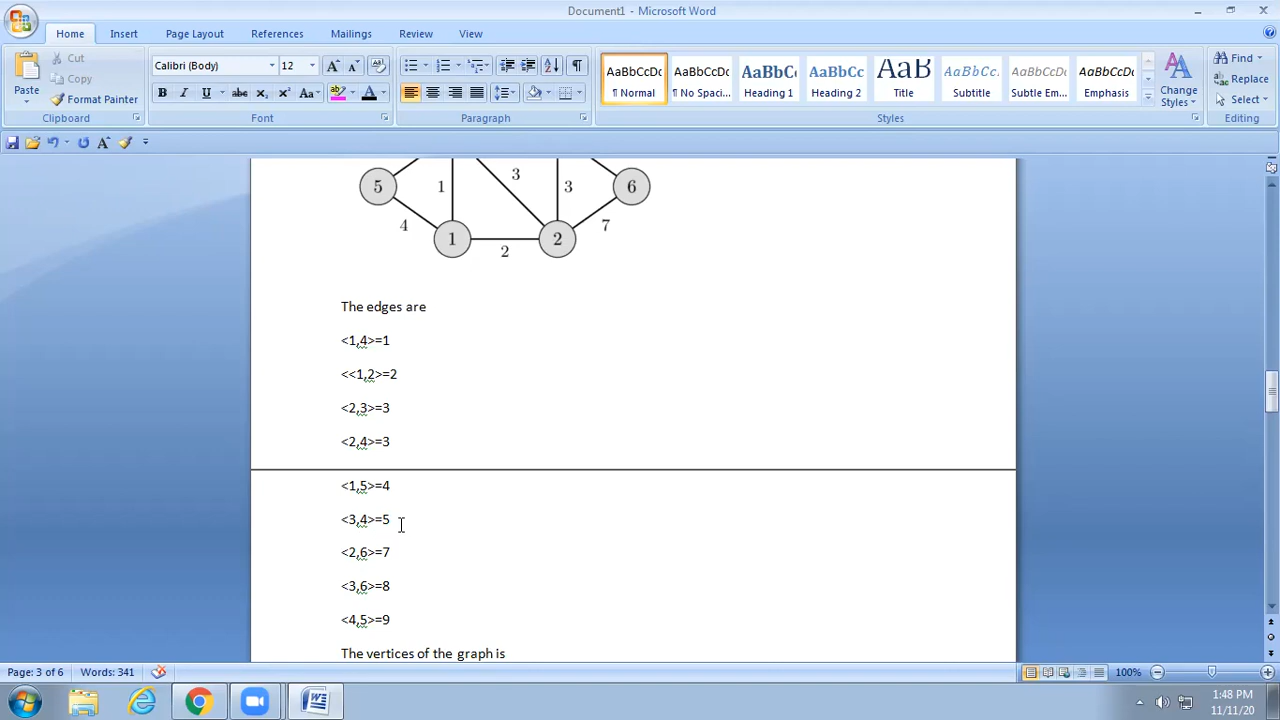 Document1 - Microsoft Word
Home Insert Page Layout References Mailings Review View
Paste
Cut
Copy
Format Painter
Clipboard
Calibri (Body) 12
B I U abc X₂ X² Aa
Font
Paragraph
AaBbCcDc AaBbCcDc AaBbC AaBbCc AaB AaBbCc. AaBbCcDc AaBbCcDc
¶ Normal ¶ No Spaci... Heading 1 Heading 2 Title Subtitle Subtle Em... Emphasis
Change Styles
Styles
Find
Replace
Select
Editing
5 1 3 3 6
4 7
1 2
2
The edges are
<1,4>=1
<<1,2>=2
<2,3>=3
<2,4>=3
<1,5>=4
<3,4>=5
<2,6>=7
<3,6>=8
<4,5>=9
The vertices of the graph is
Page: 3 of 6 Words: 341 100%
1:48 PM
11/11/20